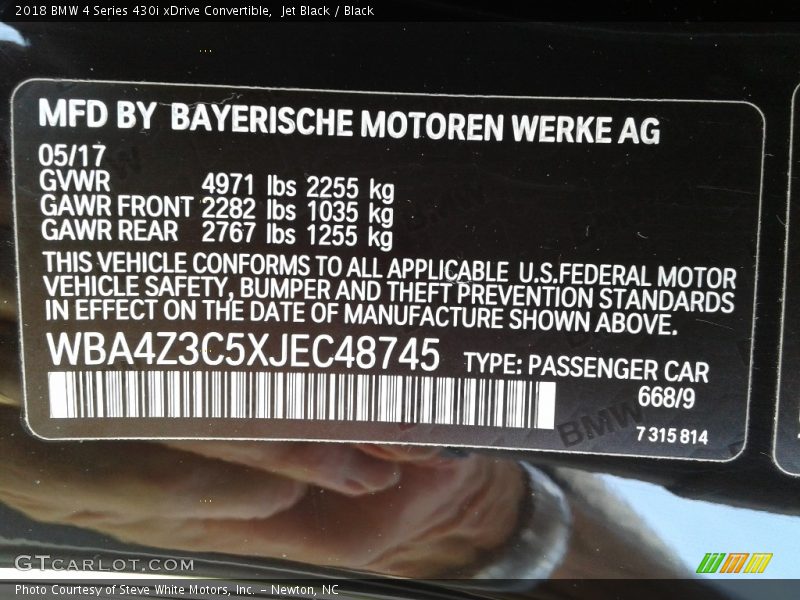 2018 BMW 4 Series 430i xDrive Convertible,  Jet Black / Black
MFD BY BAYERISCHE MOTOREN WERKE AG
05/17
GVWR 4971 lbs 2255 kg
GAWR FRONT 2282 lbs 1035 kg
GAWR REAR 2767 lbs 1255 kg
THIS VEHICLE CONFORMS TO ALL APPLICABLE U.S.FEDERAL MOTOR
VEHICLE SAFETY, BUMPER AND THEFT PREVENTION STANDARDS
IN EFFECT ON THE DATE OF MANUFACTURE SHOWN ABOVE.
WBA4Z3C5XJEC48745 TYPE: PASSENGER CAR
668/9
BMW
7 315 814
GTCARLOT.COM
Photo Courtesy of Steve White Motors, Inc. – Newton, NC